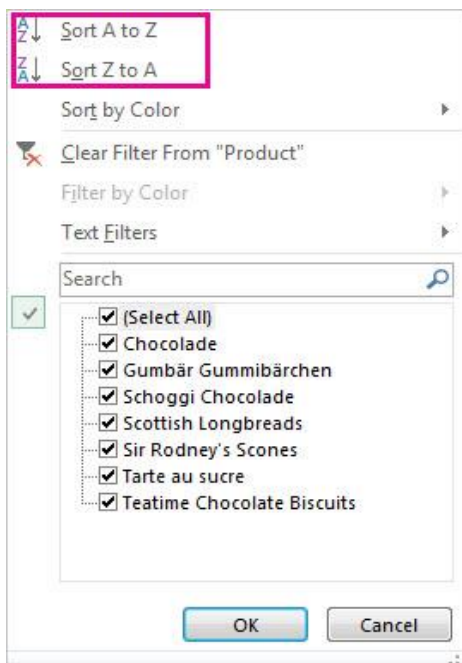 Sort A to Z
Sort Z to A
Sort by Color
Clear Filter From "Product"
Filter by Color
Text Filters
Search
(Select All)
Chocolade
Gumbär Gummibärchen
Schoggi Chocolade
Scottish Longbreads
Sir Rodney's Scones
Tarte au sucre
Teatime Chocolate Biscuits
OK Cancel